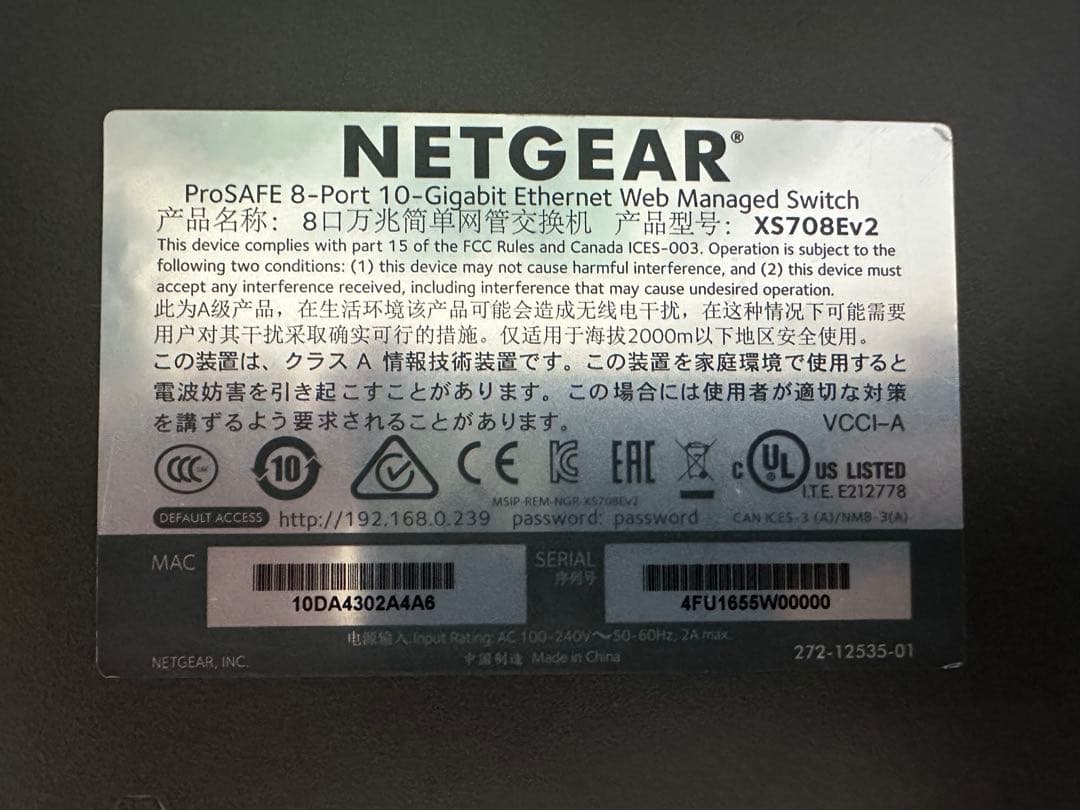 NETGEAR®
ProSAFE 8-Port 10-Gigabit Ethernet Web Managed Switch
产品名称: 8口万兆简单网管交换机 产品型号: XS708Ev2
This device complies with part 15 of the FCC Rules and Canada ICES-003. Operation is subject to the
following two conditions: (1) this device may not cause harmful interference, and (2) this device must
accept any interference received, including interference that may cause undesired operation.
此为A级产品，在生活环境该产品可能会造成无线电干扰，在这种情况下可能需要
用户对其干扰采取确实可行的措施。仅适用于海拔2000m以下地区安全使用。
この装置は、クラス A 情報技術装置です。この装置を家庭環境で使用すると
電波妨害を引き起こすことがあります。この場合には使用者が適切な対策
を講ずるよう要求されることがあります。 VCCI-A
CCC 10 CE KC EAC c UL ® US LISTED
I.T.E. E212778
MSIP-REM-NGR-XS708Ev2
DEFAULT ACCESS http://192.168.0.239 password: password CAN ICES-3 (A)/NMB-3(A)
MAC 10DA4302A4A6 SERIAL 序列号 4FU1655W00000
电源输入 Input Rating: AC 100-240V～50-60Hz, 2A max.
NETGEAR, INC. 中国制造 Made in China 272-12535-01